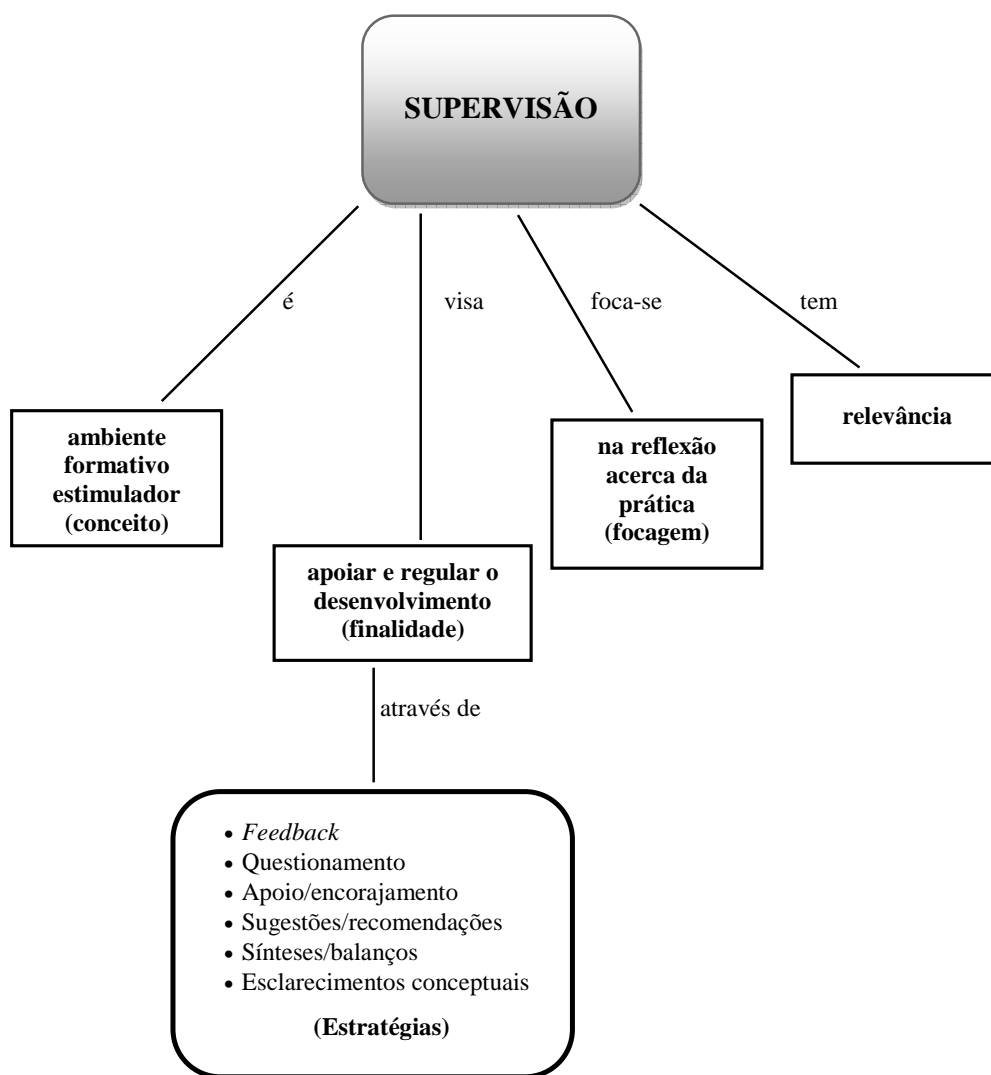 SUPERVISÃO
é
visa
foca-se
tem
ambiente
formativo
estimulador
(conceito)
apoiar e regular o
desenvolvimento
(finalidade)
na reflexão
acerca da
prática
(focagem)
relevância
através de
• Feedback
• Questionamento
• Apoio/encorajamento
• Sugestões/recomendações
• Sínteses/balanços
• Esclarecimentos conceptuais
(Estratégias)